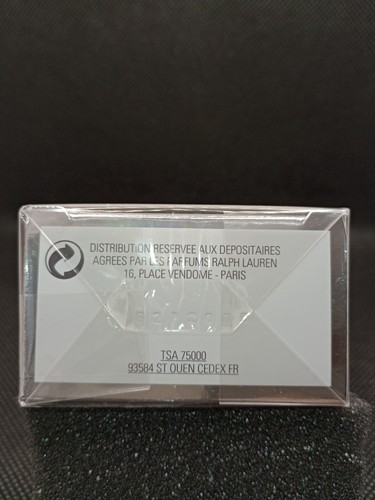 DISTRIBUTION RESERVEE AUX DEPOSITAIRES
AGREES PAR LES PARFUMS RALPH LAUREN
16, PLACE VENDOME - PARIS
TSA 75000
93584 ST OUEN CEDEX FR